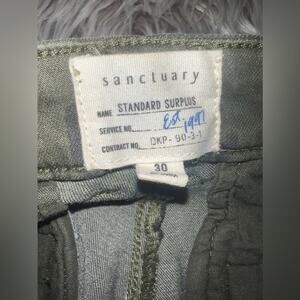 sanctuary
NAME STANDARD SURPLUS
SERVICE NO. Est. 1997
CONTRACT NO. DKP-90-3-1
30